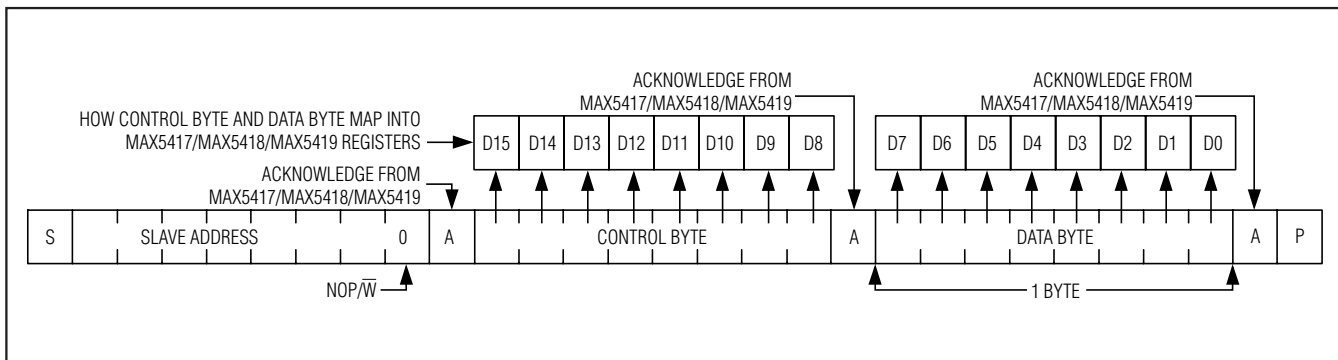 ACKNOWLEDGE FROM
MAX5417/MAX5418/MAX5419
ACKNOWLEDGE FROM
MAX5417/MAX5418/MAX5419
HOW CONTROL BYTE AND DATA BYTE MAP INTO
MAX5417/MAX5418/MAX5419 REGISTERS
D15 D14 D13 D12 D11 D10 D9 D8
D7 D6 D5 D4 D3 D2 D1 D0
ACKNOWLEDGE FROM
MAX5417/MAX5418/MAX5419
S SLAVE ADDRESS 0 A CONTROL BYTE A DATA BYTE A P
NOP/W̅
1 BYTE